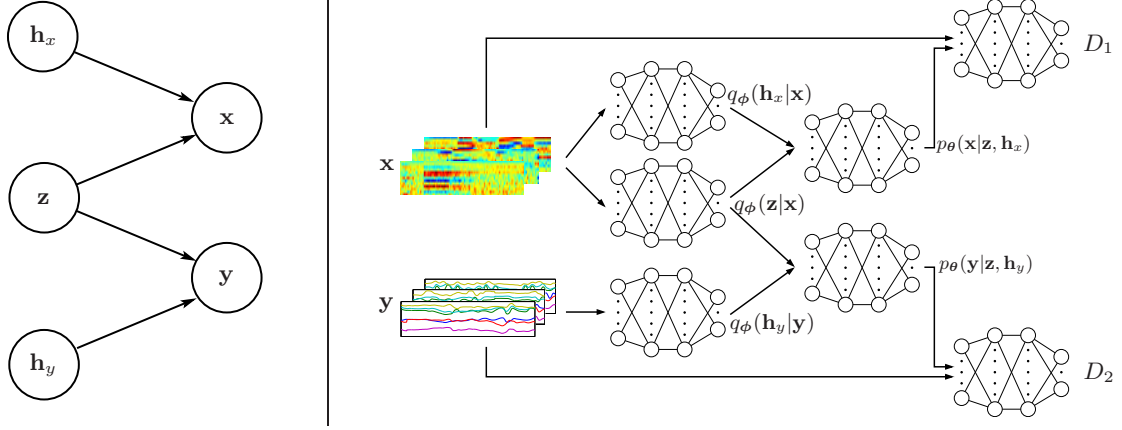 h_x
x
z
y
h_y
x
y
q_ϕ(h_x|x)
q_ϕ(z|x)
q_ϕ(h_y|y)
p_θ(x|z, h_x)
p_θ(y|z, h_y)
D_1
D_2